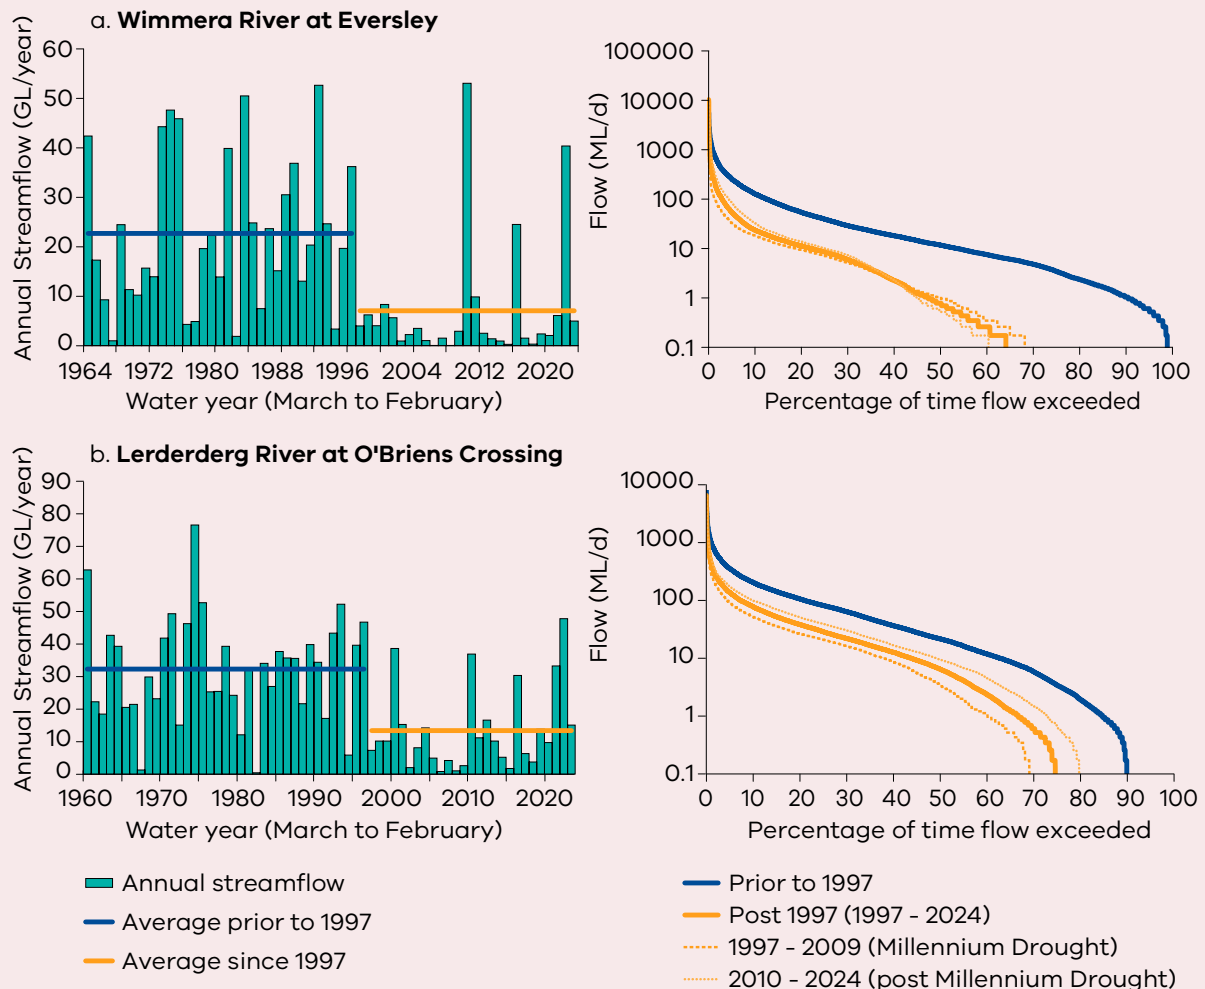 a. Wimmera River at Eversley
Annual Streamflow (GL/year)
60
50
40
30
20
10
0
1964 1972 1980 1988 1996 2004 2012 2020
Water year (March to February)
Flow (ML/d)
100000
10000
1000
100
10
1
0.1
0 10 20 30 40 50 60 70 80 90 100
Percentage of time flow exceeded
b. Lerderderg River at O'Briens Crossing
Annual Streamflow (GL/year)
90
80
70
60
50
40
30
20
10
0
1960 1970 1980 1990 2000 2010 2020
Water year (March to February)
Flow (ML/d)
10000
1000
100
10
1
0.1
0 10 20 30 40 50 60 70 80 90 100
Percentage of time flow exceeded
Annual streamflow
Average prior to 1997
Average since 1997
Prior to 1997
Post 1997 (1997 - 2024)
1997 - 2009 (Millennium Drought)
2010 - 2024 (post Millennium Drought)